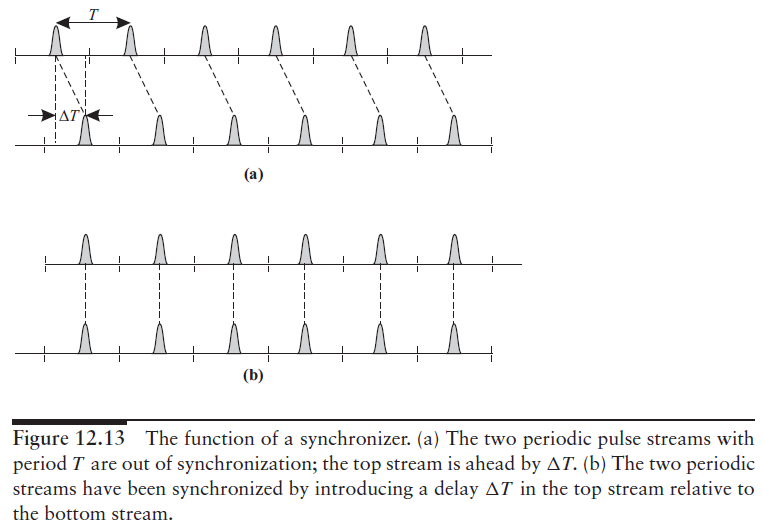 T
ΔT
(a)
(b)
Figure 12.13 The function of a synchronizer. (a) The two periodic pulse streams with
period T are out of synchronization; the top stream is ahead by ΔT. (b) The two periodic
streams have been synchronized by introducing a delay ΔT in the top stream relative to
the bottom stream.